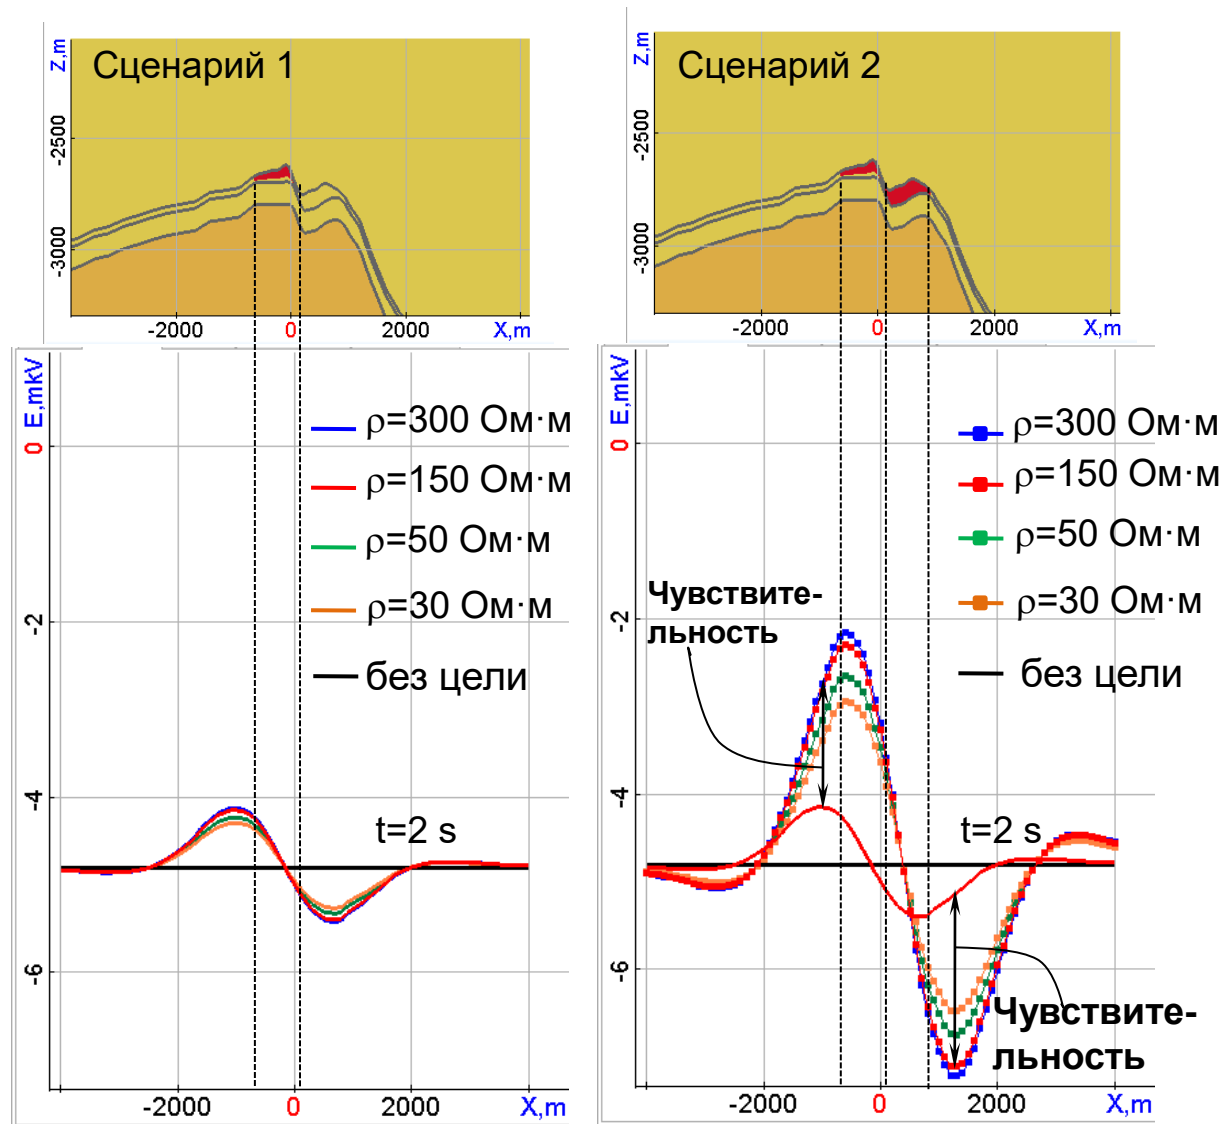 Z,m
Сценарий 1
-2500
-3000
-2000
0
2000
X,m
Z,m
Сценарий 2
-2500
-3000
-2000
0
2000
X,m
E,mkV
0
-2
-4
-6
ρ=300 Ом·м
ρ=150 Ом·м
ρ=50 Ом·м
ρ=30 Ом·м
без цели
t=2 s
-2000
0
2000
X,m
E,mkV
0
-2
-4
-6
ρ=300 Ом·м
ρ=150 Ом·м
ρ=50 Ом·м
ρ=30 Ом·м
без цели
Чувствите-
льность
t=2 s
Чувствите-
льность
-2000
0
2000
X,m